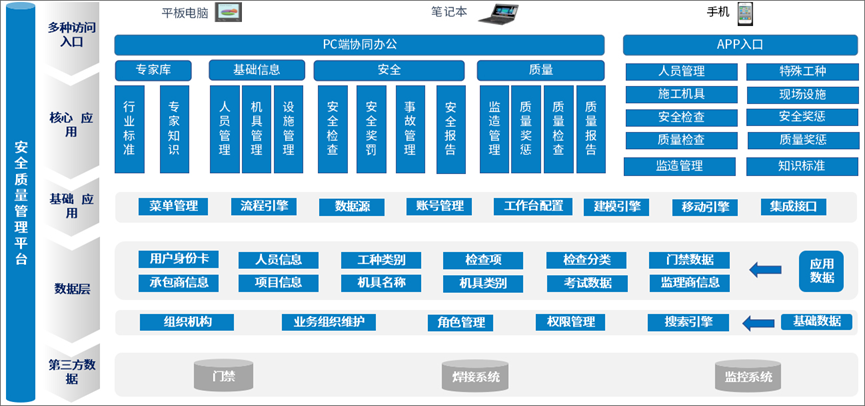 安全质量管理平台
多种访问
入口
平板电脑
笔记本
手机
PC端协同办公
APP入口
核心 应
用
专家库
基础信息
安全
质量
行业标准
专家知识
人员管理
机具管理
设施管理
安全检查
安全奖罚
事故管理
安全报告
监造管理
质量奖惩
质量检查
质量报告
人员管理
特殊工种
施工机具
现场设施
安全检查
安全奖惩
质量检查
质量奖惩
监造管理
知识标准
基础 应
用
菜单管理
流程引擎
数据源
账号管理
工作台配置
建模引擎
移动引擎
集成接口
数据层
用户身份卡
人员信息
工种类别
检查项
检查分类
门禁数据
承包商信息
项目信息
机具名称
机具类别
考试数据
监理商信息
应用
数据
组织机构
业务组织维护
角色管理
权限管理
搜索引擎
基础数据
第三方数
据
门禁
焊接系统
监控系统